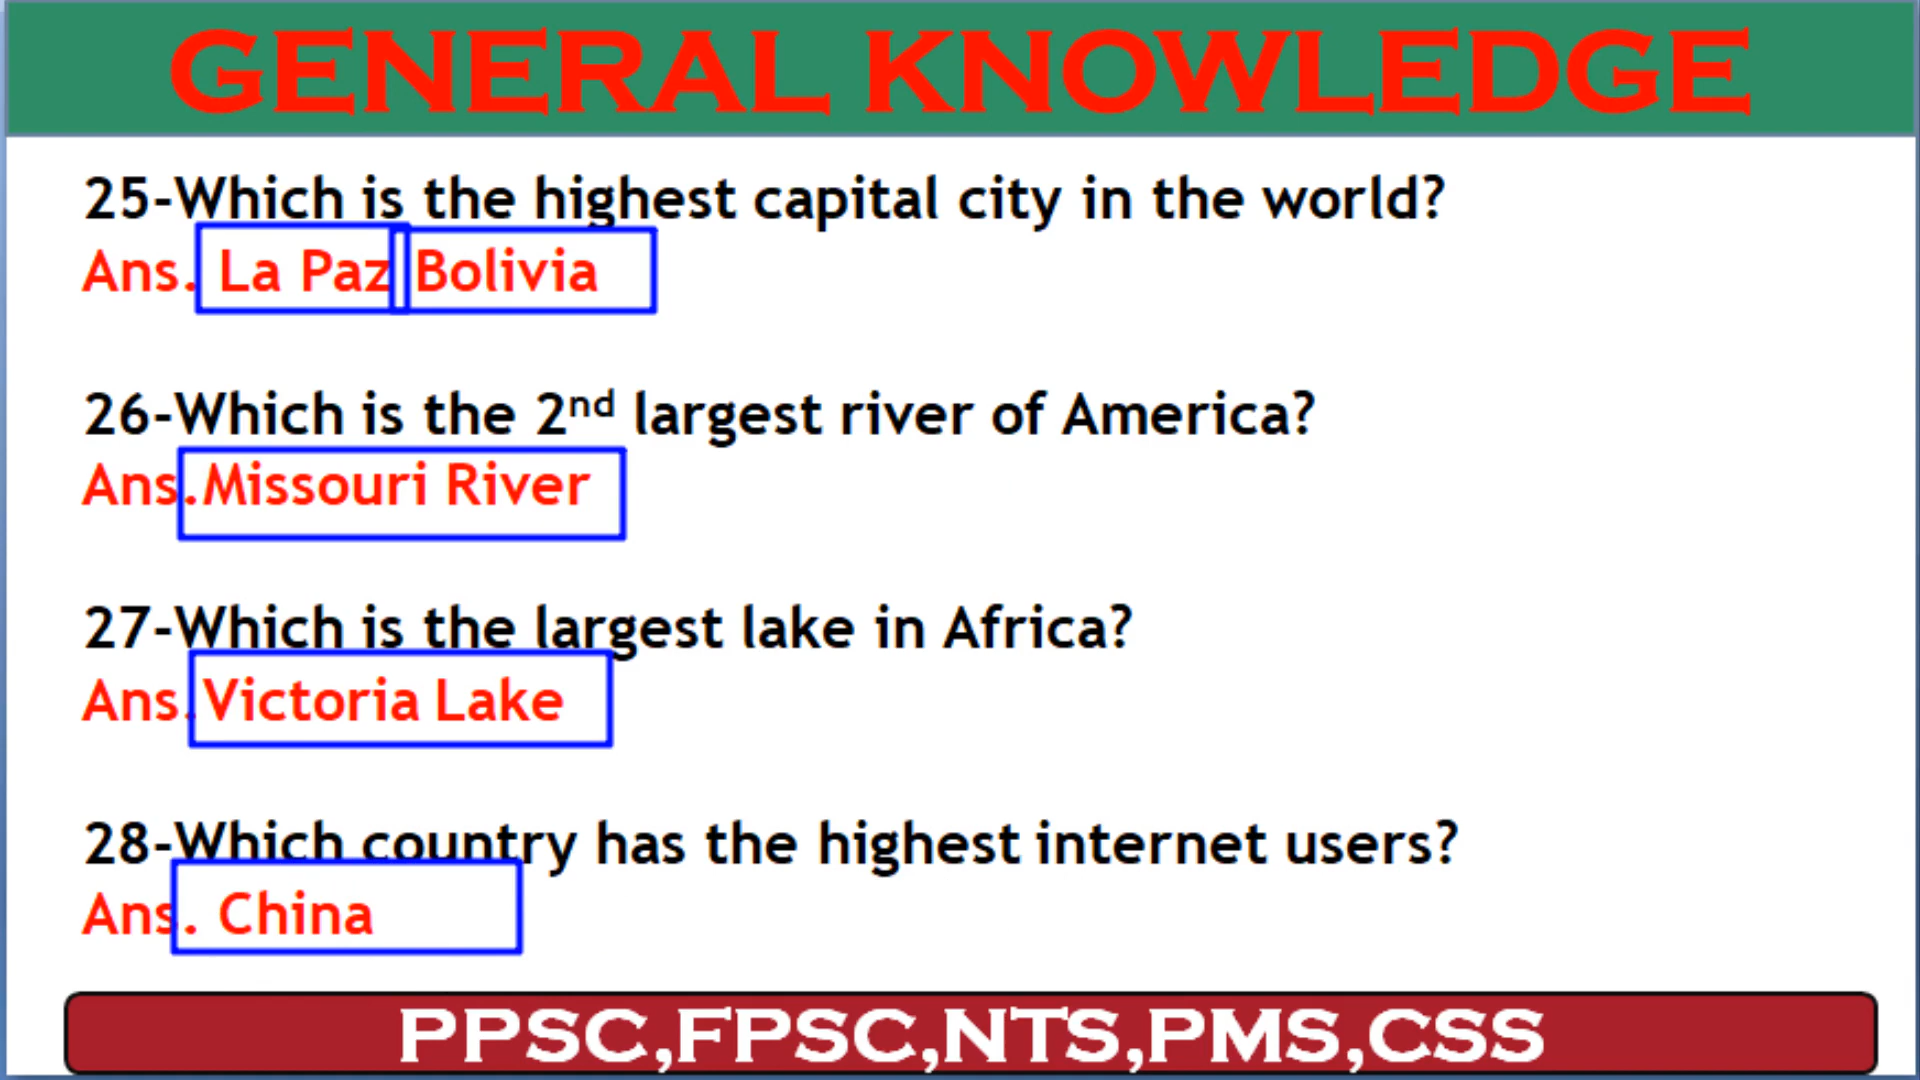 GENERAL KNOWLEDGE
25-Which is the highest capital city in the world?
Ans. La Paz Bolivia
26-Which is the 2nd largest river of America?
Ans.Missouri River
27-Which is the largest lake in Africa?
Ans.Victoria Lake
28-Which country has the highest internet users?
Ans. China
PPSC,FPSC,NTS,PMS,CSS